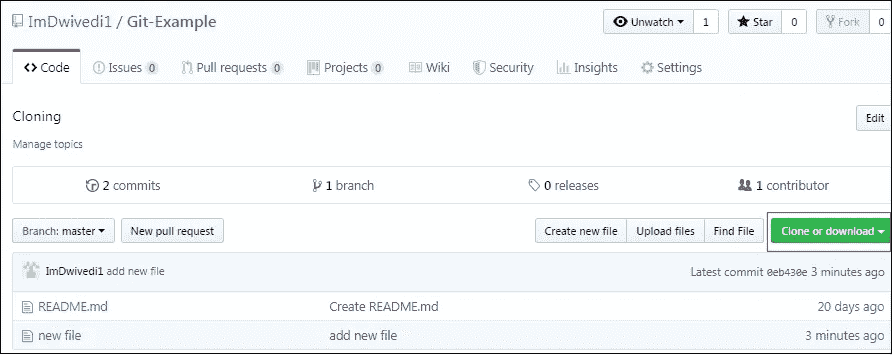 ImDwivedi1 / Git-Example Unwatch 1 Star 0 Fork 0
Code Issues 0 Pull requests 0 Projects 0 Wiki Security Insights Settings
Cloning Edit
Manage topics
2 commits 1 branch 0 releases 1 contributor
Branch: master New pull request Create new file Upload files Find File Clone or download
ImDwivedi1 add new file Latest commit 0eb430e 3 minutes ago
README.md Create README.md 20 days ago
new file add new file 3 minutes ago